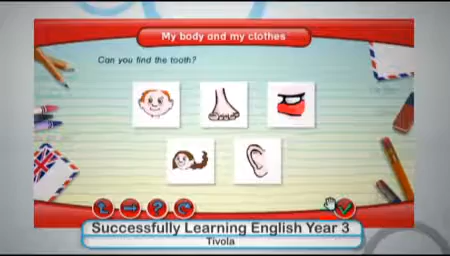 My body and my clothes
Can you find the tooth?
?
Successfully Learning English Year 3
Tivola